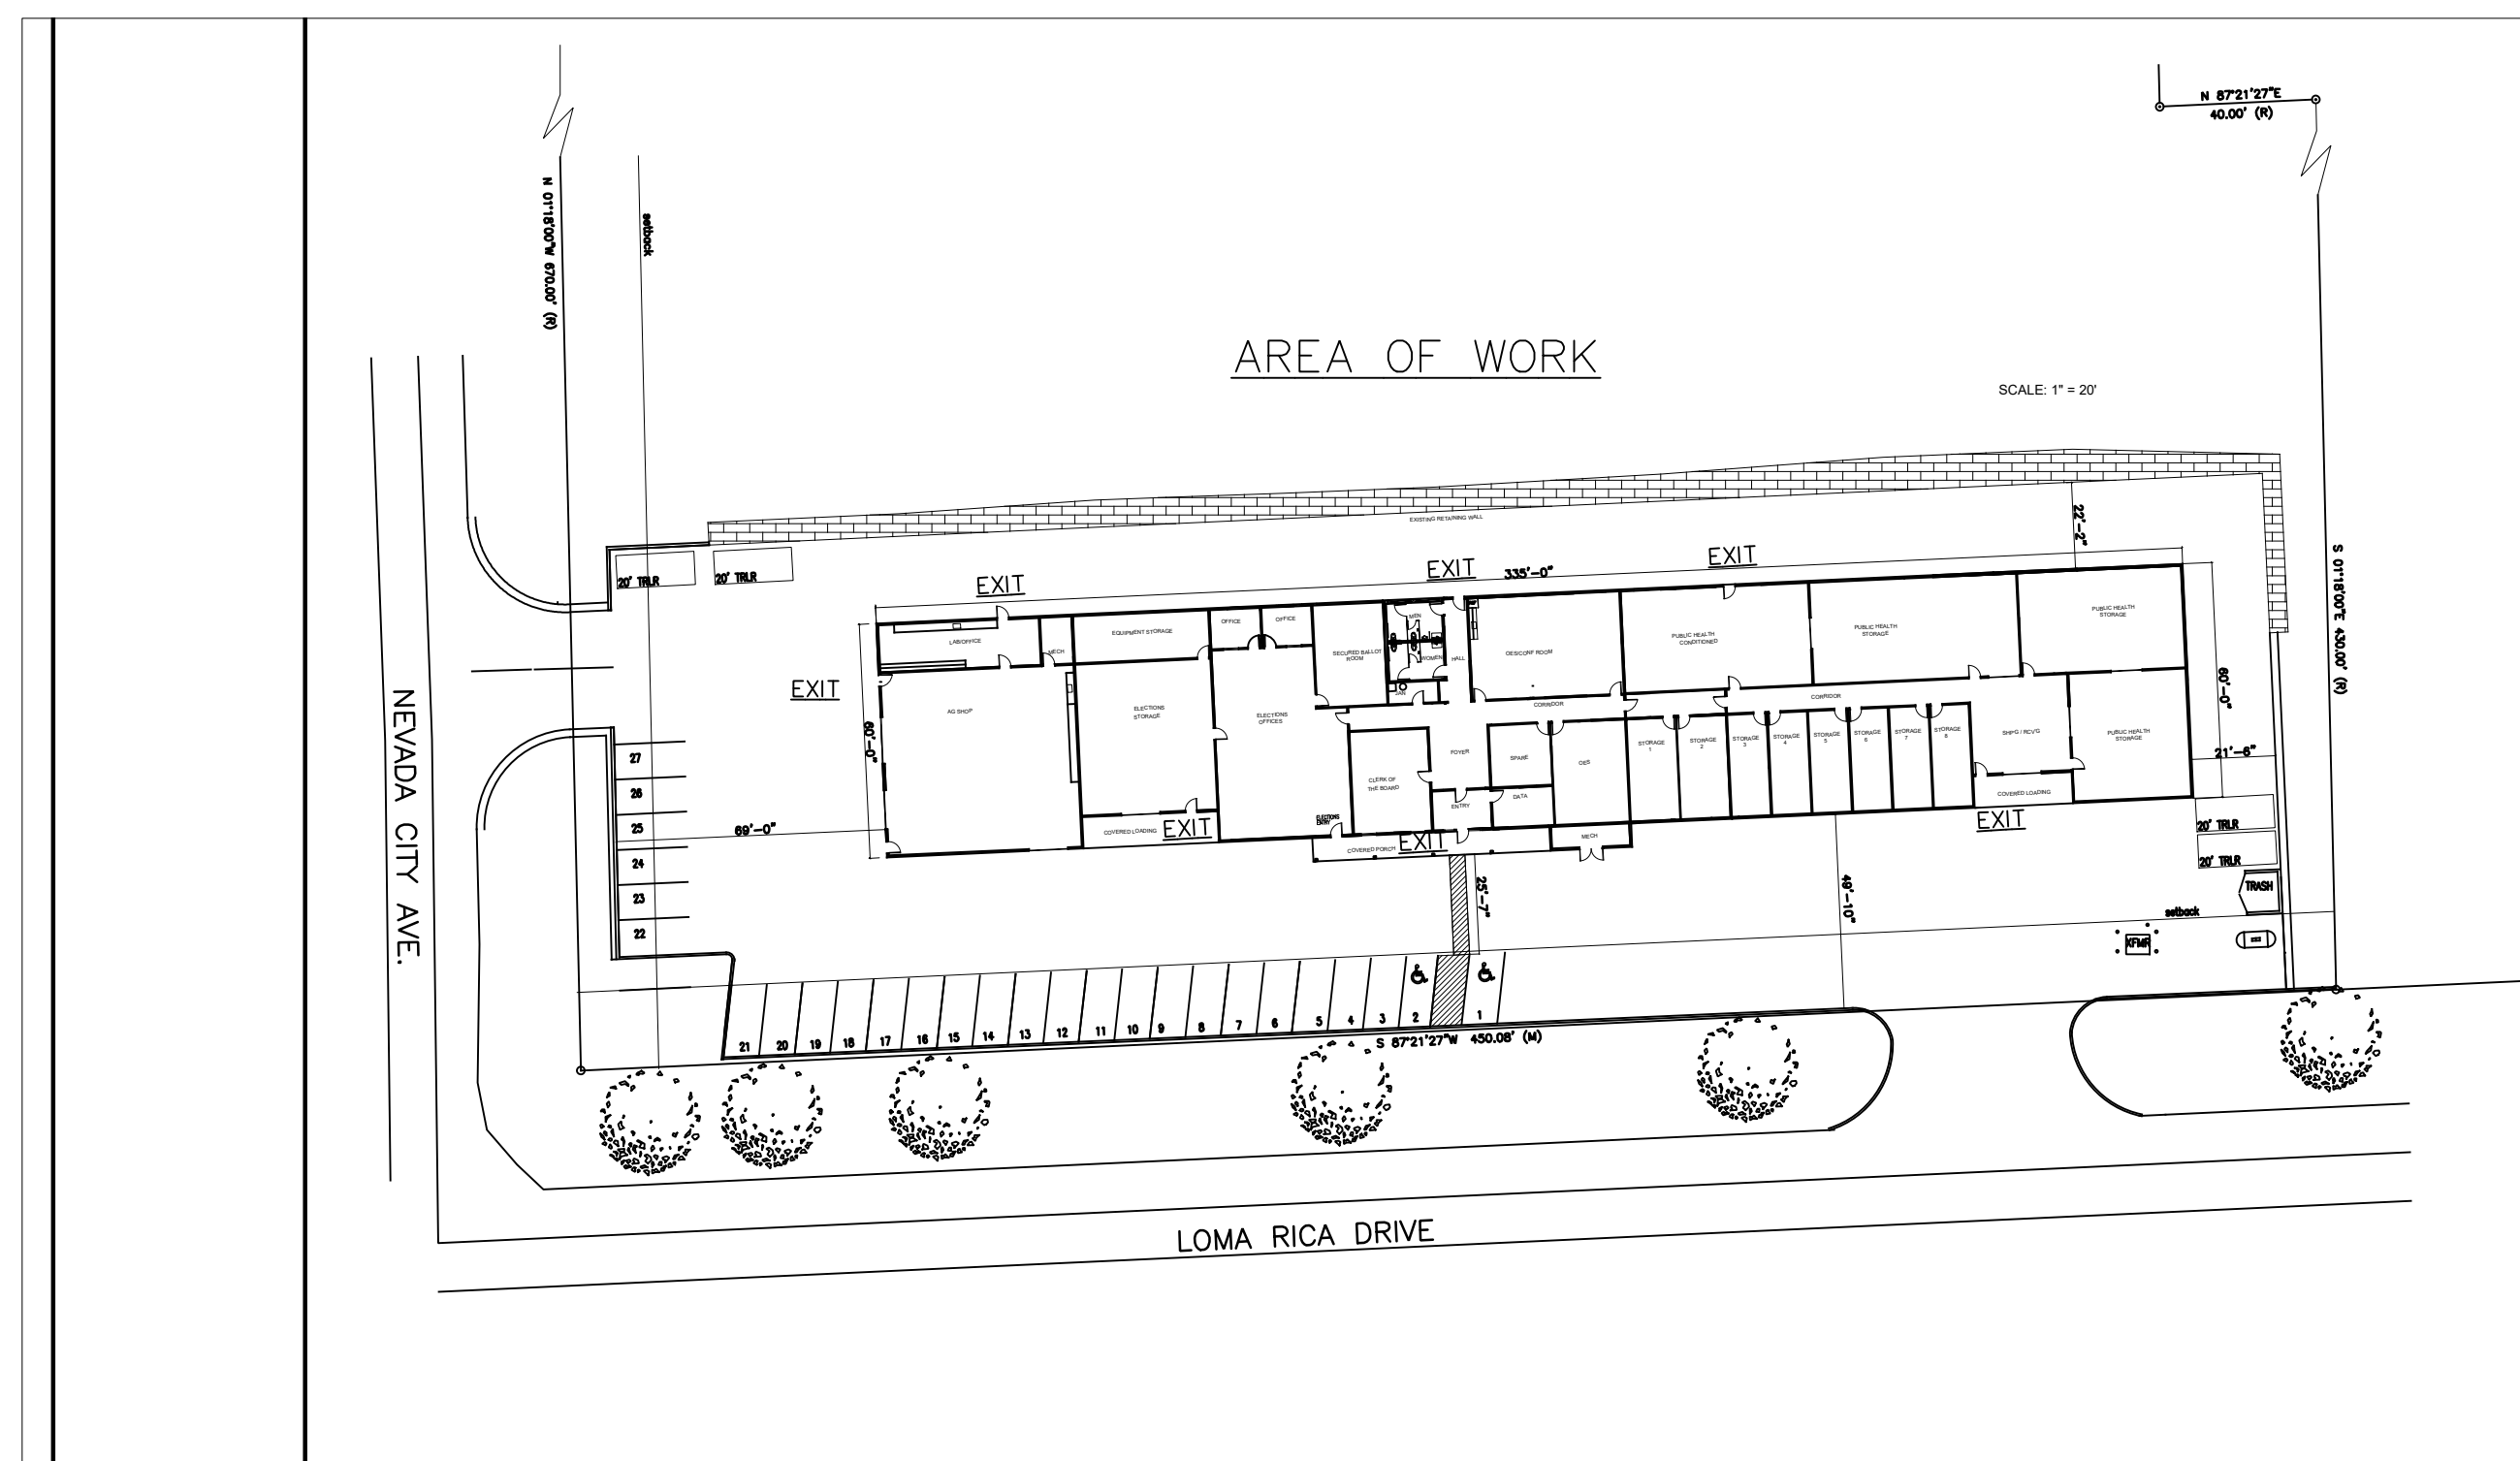 N 87°21'27"E
40.00' (R)
N 01°18'00"W 670.00' (R)
setback
AREA OF WORK
SCALE: 1" = 20'
EXISTING RETAINING WALL
22'-2"
S 01°18'00"E 430.00' (R)
20' TRLR
20' TRLR
EXIT
EXIT
335'-0"
EXIT
LAB/OFFICE
MECH
EQUIPMENT STORAGE
OFFICE
OFFICE
SECURED BALLOT
ROOM
MEN
WOMEN
HALL
JAN
OES/CONF ROOM
PUBLIC HEALTH
CONDITIONED
PUBLIC HEALTH
STORAGE
PUBLIC HEALTH
STORAGE
EXIT
60'-0"
AG SHOP
ELECTIONS
STORAGE
ELECTIONS
OFFICES
CORRIDOR
CORRIDOR
FOYER
SPARE
OES
STORAGE
1
STORAGE
2
STORAGE
3
STORAGE
4
STORAGE
5
STORAGE
6
STORAGE
7
STORAGE
8
SHP'G / RCV'G
PUBLIC HEALTH
STORAGE
60'-0"
21'-6"
CLERK OF
THE BOARD
ENTRY
DATA
COVERED LOADING
COVERED LOADING
EXIT
ELECTIONS
ENTRY
EXIT
COVERED PORCH
MECH
EXIT
69'-0"
27
26
25
24
23
22
20' TRLR
20' TRLR
TRASH
setback
XFMR
25'-7"
49'-10"
21
20
19
18
17
16
15
14
13
12
11
10
9
8
7
6
5
4
3
2
1
S 87°21'27"W 450.08' (M)
NEVADA CITY AVE.
LOMA RICA DRIVE